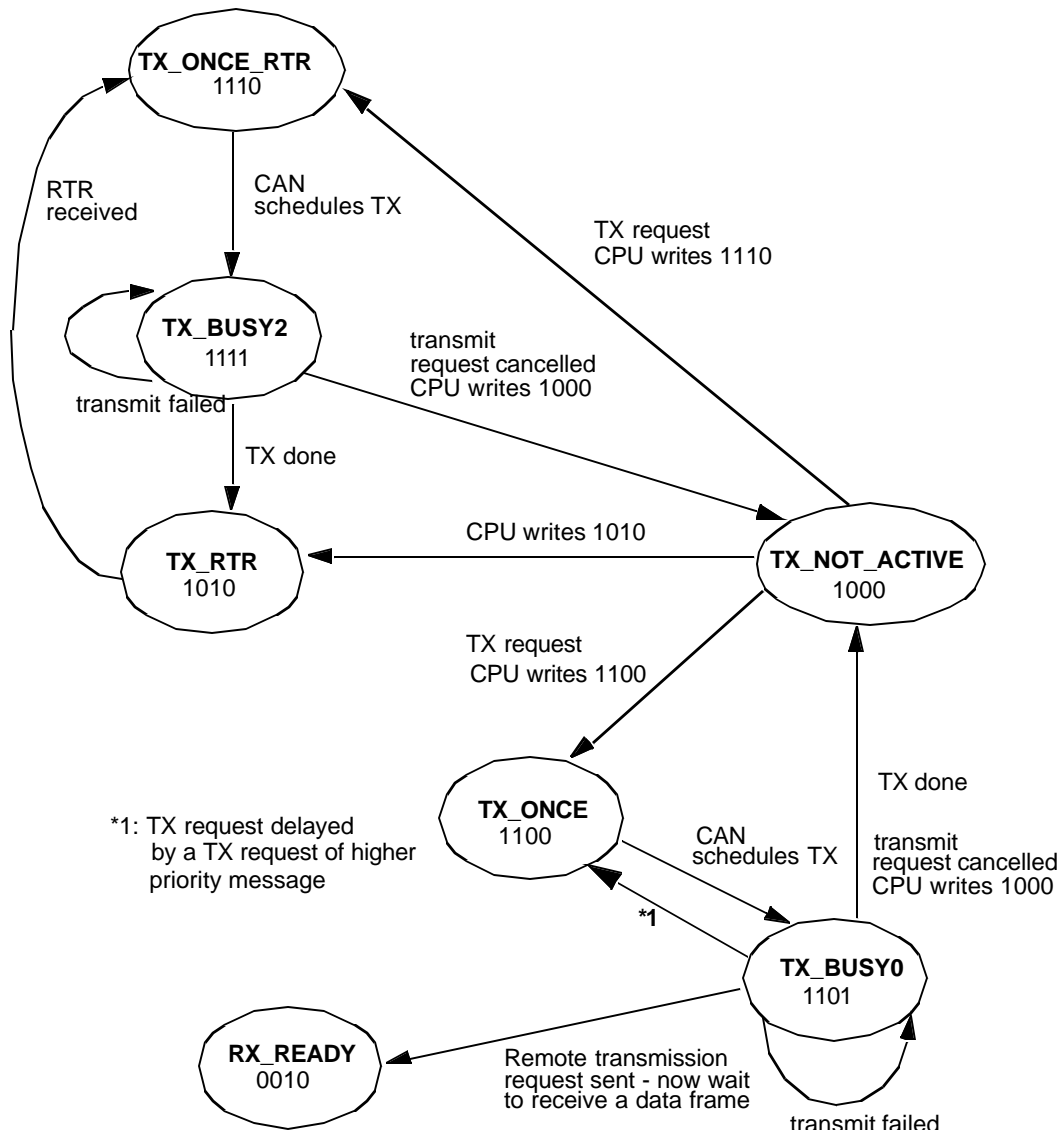 TX_ONCE_RTR
1110
RTR
received
CAN
schedules TX
TX request
CPU writes 1110
TX_BUSY2
1111
transmit
request cancelled
CPU writes 1000
transmit failed
TX done
CPU writes 1010
TX_RTR
1010
TX_NOT_ACTIVE
1000
TX request
CPU writes 1100
TX_ONCE
1100
*1: TX request delayed
by a TX request of higher
priority message
CAN
schedules TX
TX done
transmit
request cancelled
CPU writes 1000
*1
TX_BUSY0
1101
RX_READY
0010
Remote transmission
request sent - now wait
to receive a data frame
transmit failed